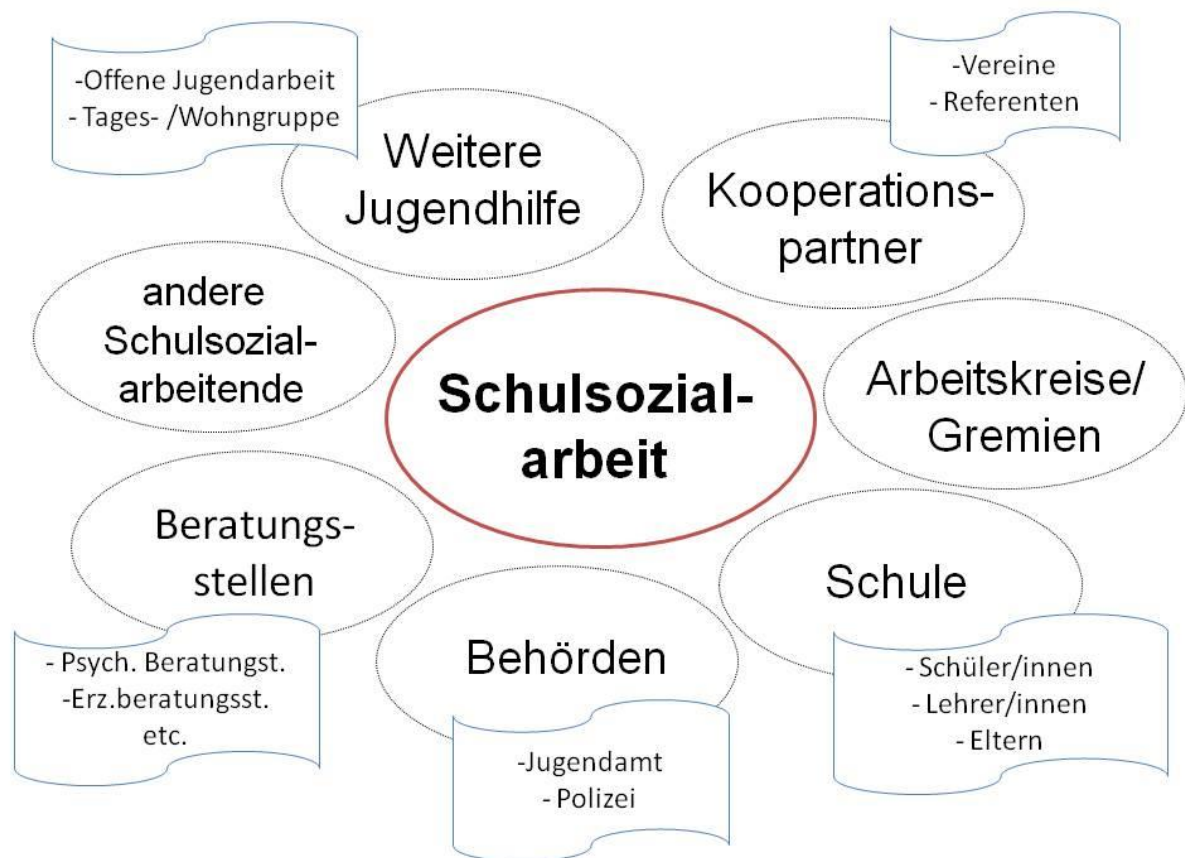 -Offene Jugendarbeit
- Tages- /Wohngruppe
Weitere
Jugendhilfe
-Vereine
- Referenten
Kooperations-
partner
andere
Schulsozial-
arbeitende
Schulsozial-
arbeit
Arbeitskreise/
Gremien
Beratungs-
stellen
- Psych. Beratungst.
-Erz.beratungsst.
etc.
Behörden
-Jugendamt
- Polizei
Schule
- Schüler/innen
- Lehrer/innen
- Eltern